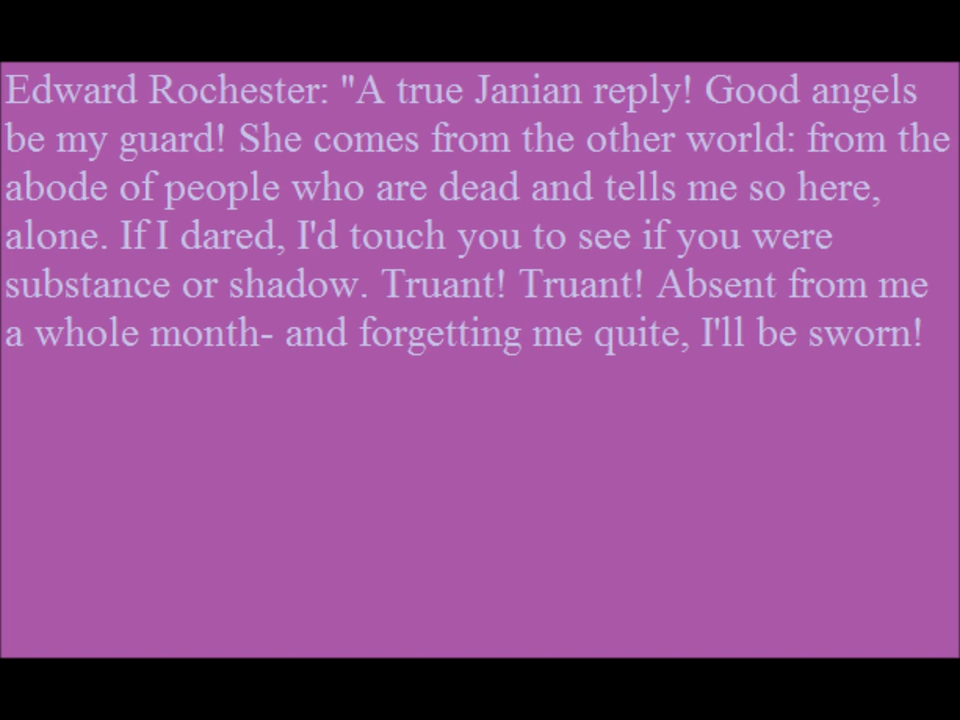 Edward Rochester: "A true Janian reply! Good angels
be my guard! She comes from the other world: from the
abode of people who are dead and tells me so here,
alone. If I dared, I'd touch you to see if you were
substance or shadow. Truant! Truant! Absent from me
a whole month- and forgetting me quite, I'll be sworn!